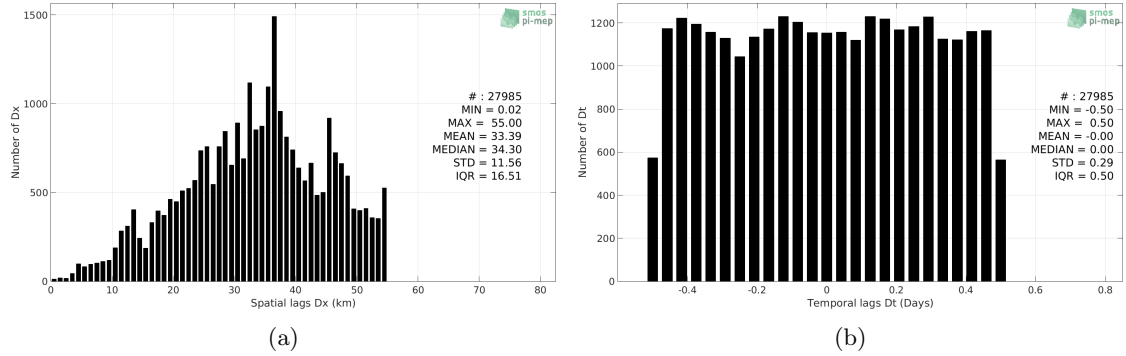 1500
1000
500
0
0
10
20
30
40
50
60
70
80
Number of Dx
Spatial lags Dx (km)
smos
pi-mep
# : 27985
MIN = 0.02
MAX = 55.00
MEAN = 33.39
MEDIAN = 34.30
STD = 11.56
IQR = 16.51
(a)
1200
1000
800
600
400
200
0
-0.4
-0.2
0
0.2
0.4
0.6
0.8
Number of Dt
Temporal lags Dt (Days)
smos
pi-mep
# : 27985
MIN = -0.50
MAX = 0.50
MEAN = -0.00
MEDIAN = 0.00
STD = 0.29
IQR = 0.50
(b)